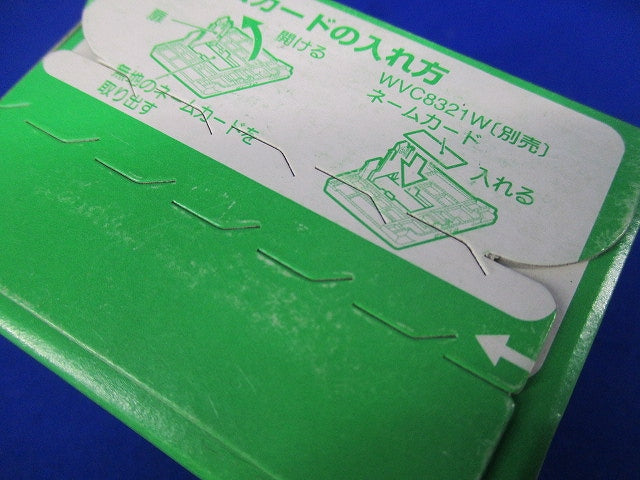 ムカードの入れ方
扉
開ける
無地のネームカードを
取り出す
WVC8321W〔別売〕
ネームカード
入れる